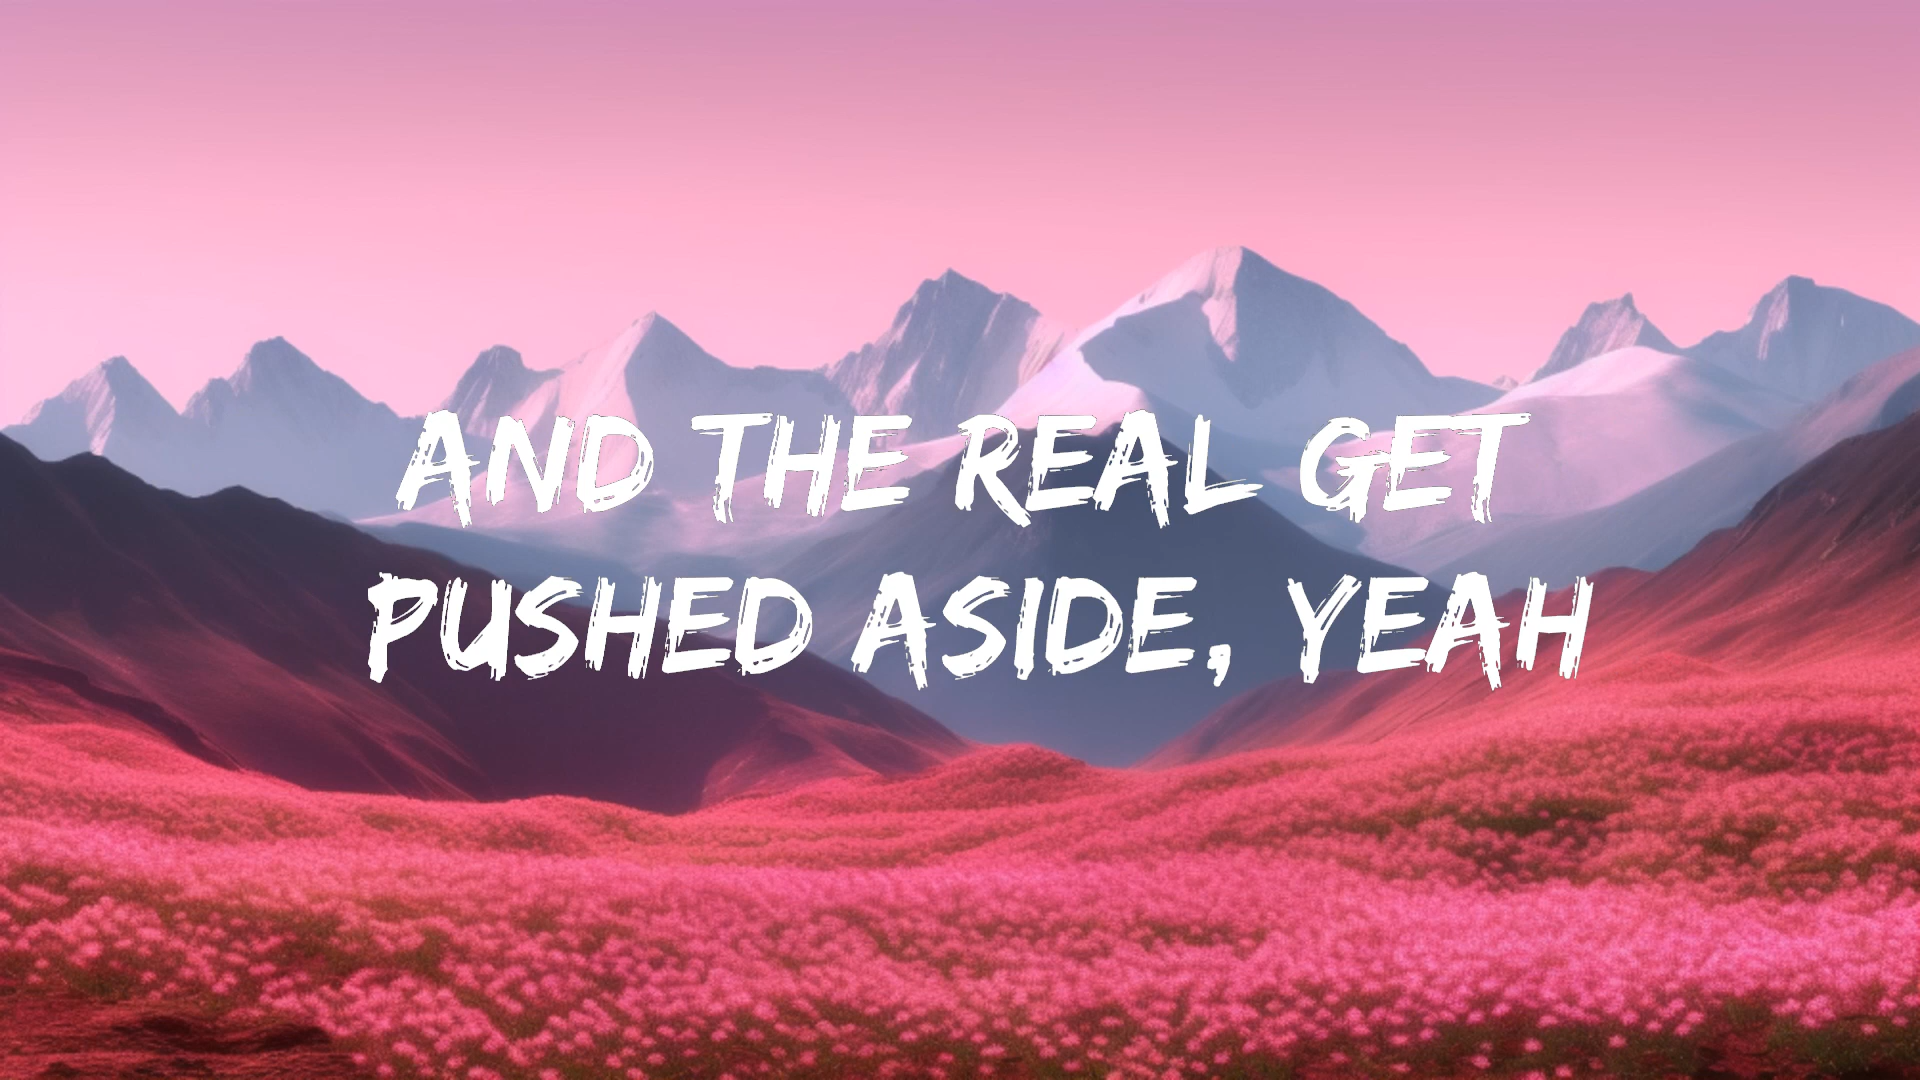 AND THE REAL GET
PUSHED ASIDE, YEAH